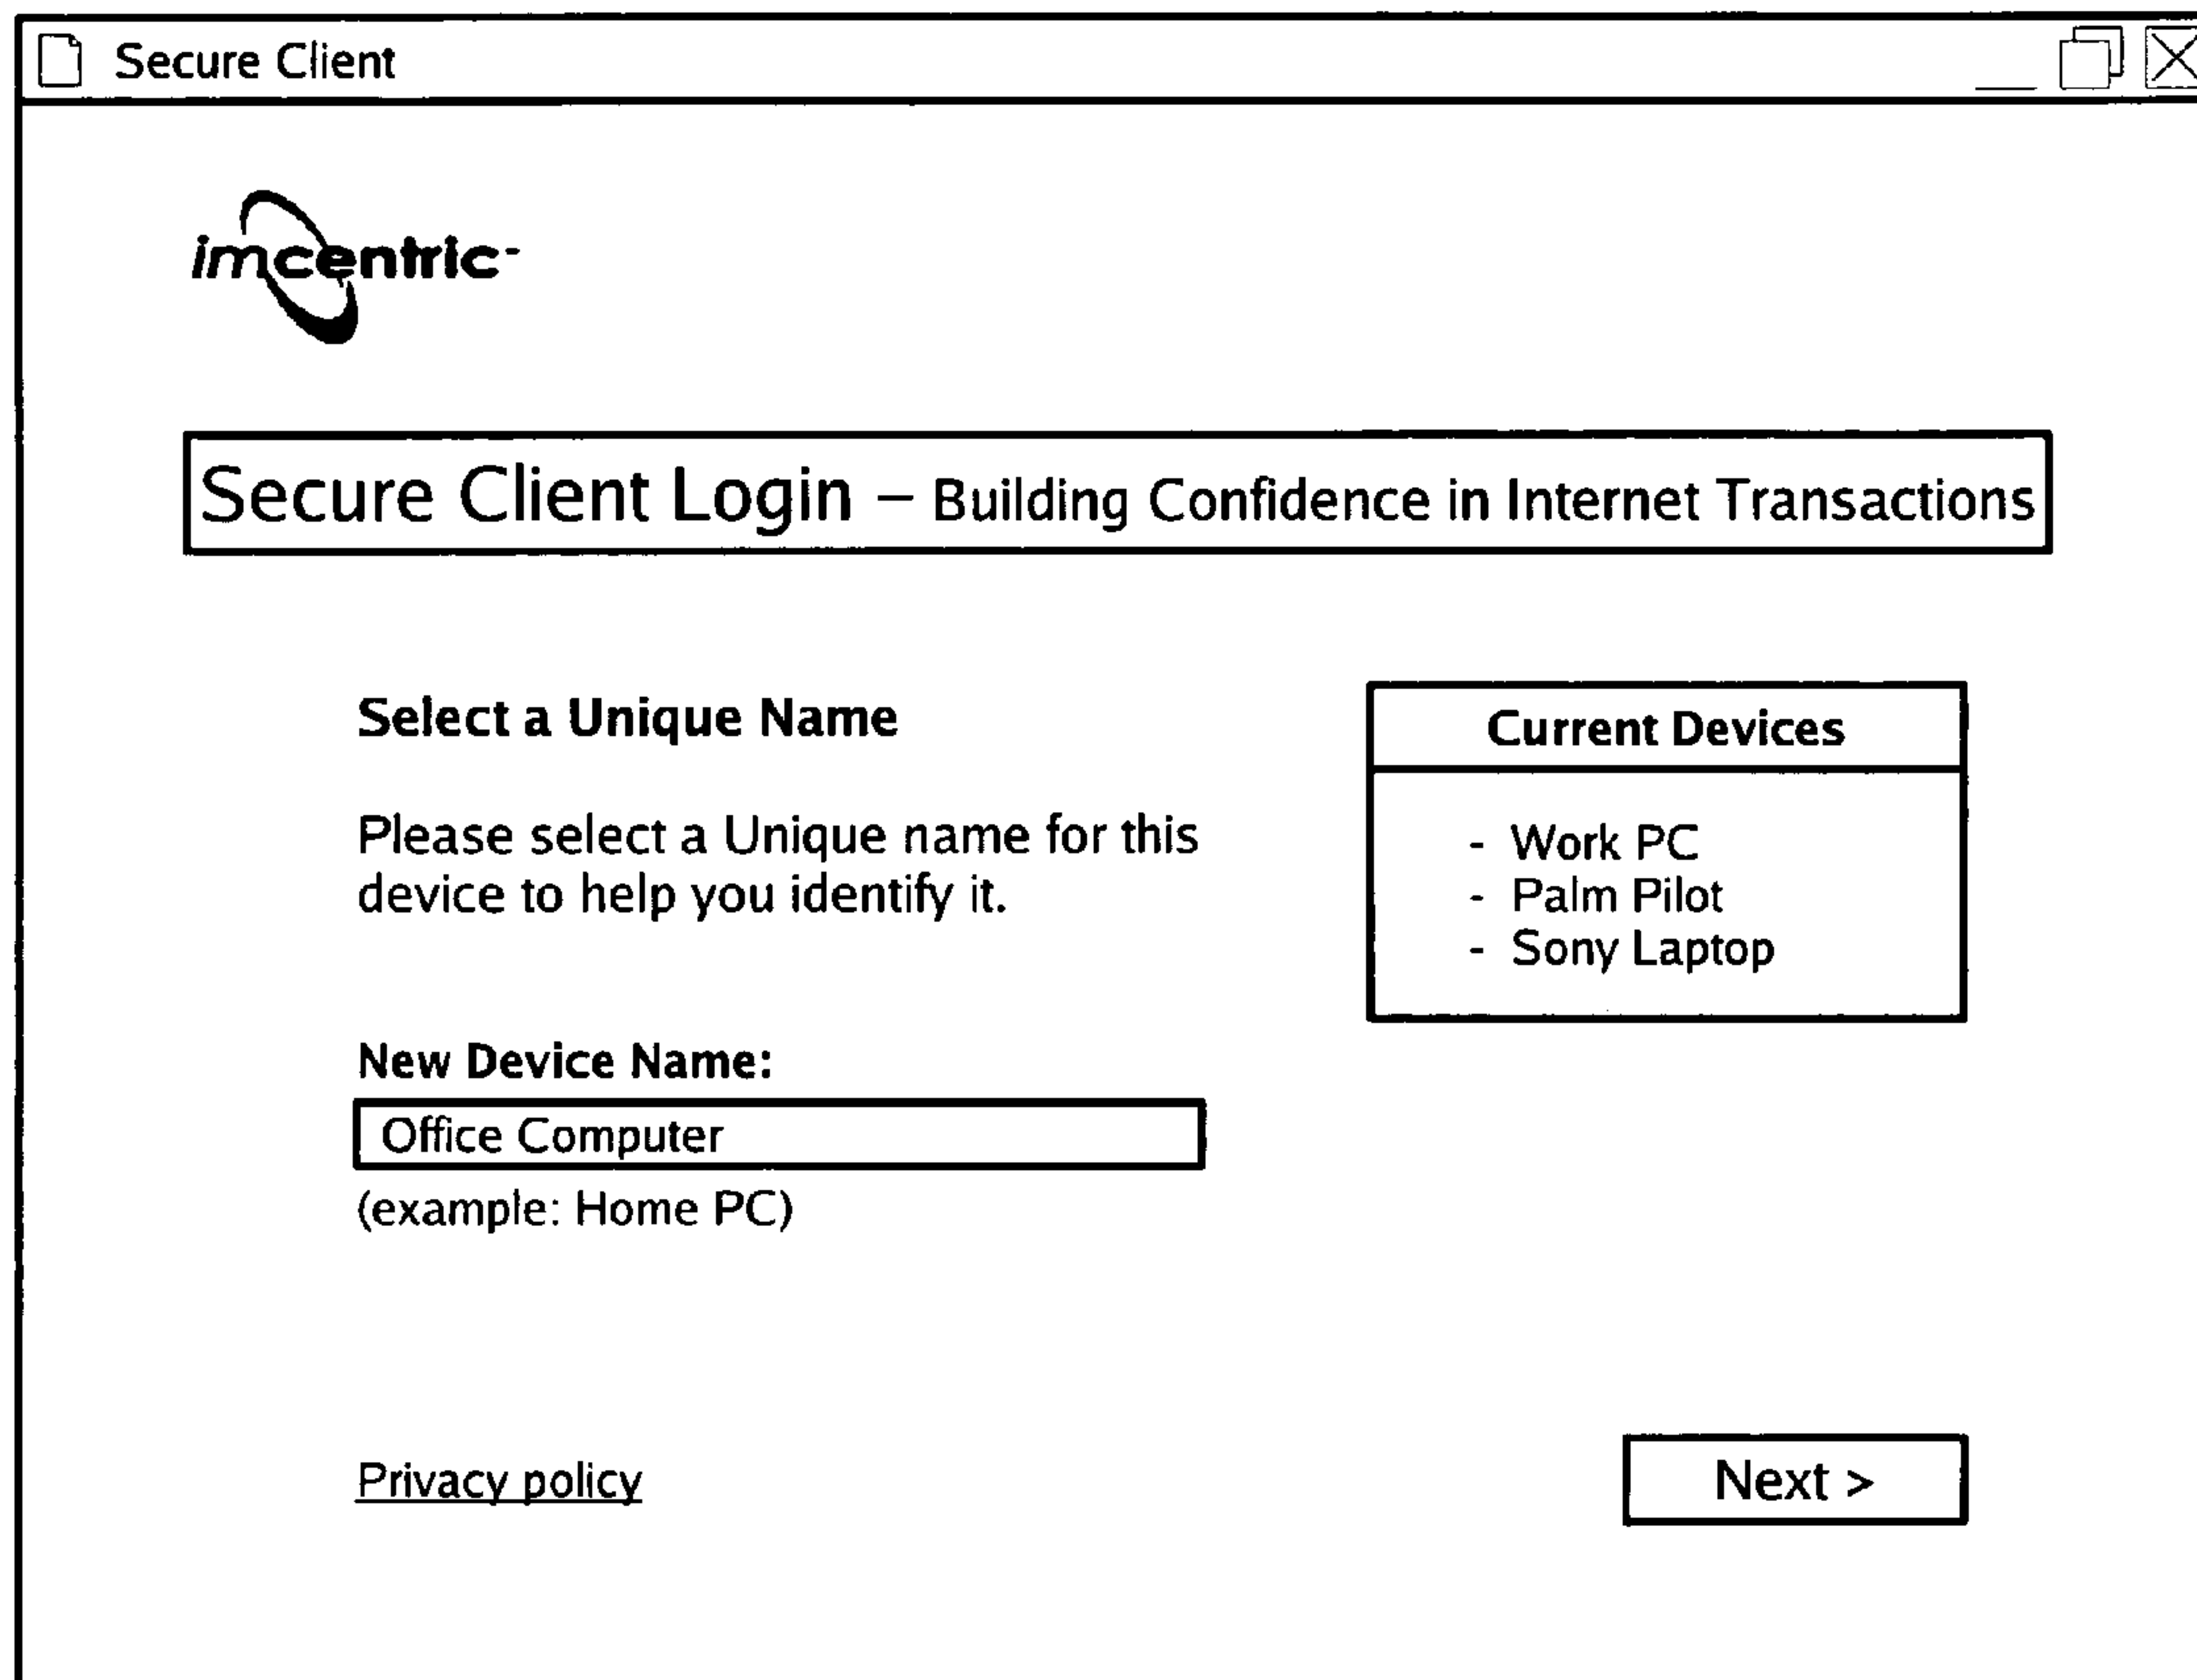 Secure Client
imcentric
Secure Client Login – Building Confidence in Internet Transactions
Select a Unique Name
Please select a Unique name for this
device to help you identify it.
Current Devices
- Work PC
- Palm Pilot
- Sony Laptop
New Device Name:
Office Computer
(example: Home PC)
Privacy policy
Next >